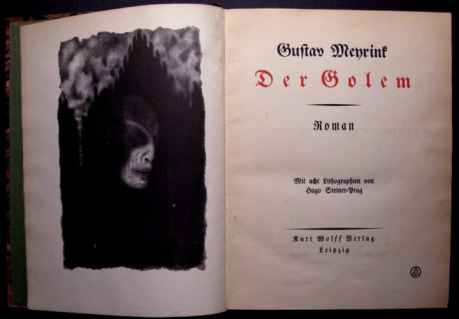 Gustav Meyrink
Der Golem
Roman
Mit acht Lithographien von
Hugo Steiner-Prag
Kurt Wolff Verlag
Leipzig